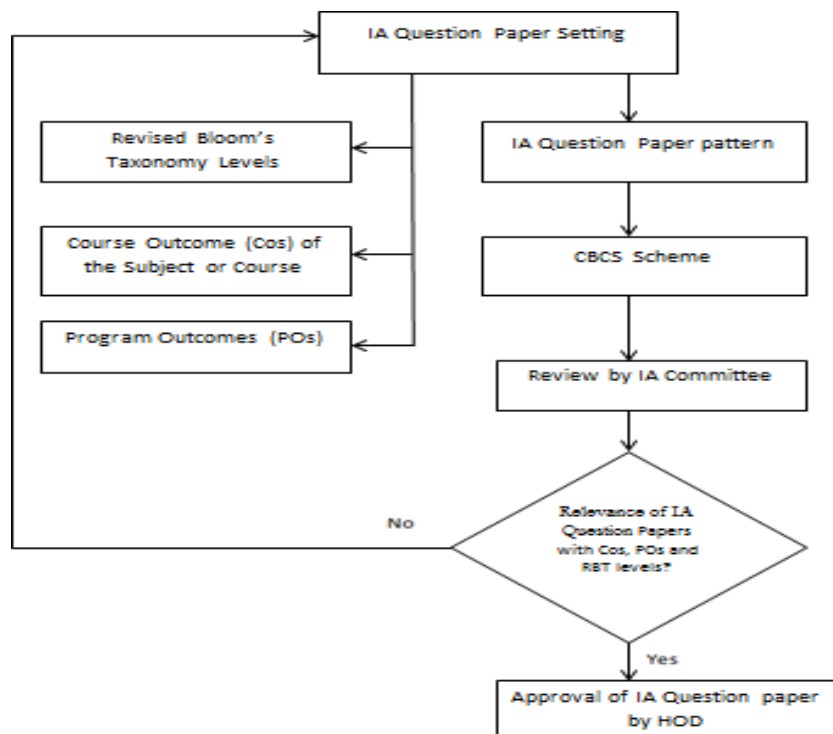 IA Question Paper Setting
Revised Bloom's
Taxonomy Levels
IA Question Paper pattern
Course Outcome (Cos) of
the Subject or Course
CBCS Scheme
Program Outcomes (POs)
Review by IA Committee
Relevance of IA
Question Papers
with Cos, POs and
RBT levels?
No
Yes
Approval of IA Question paper
by HOD